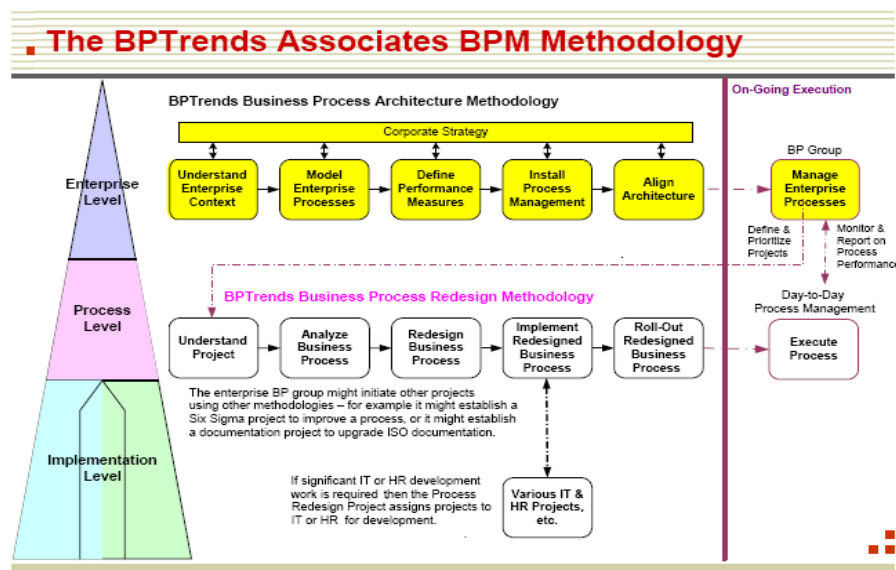 The BPTrends Associates BPM Methodology
BPTrends Business Process Architecture Methodology
On-Going Execution
Corporate Strategy
Understand
Enterprise
Context
Model
Enterprise
Processes
Define
Performance
Measures
Install
Process
Management
Align
Architecture
BP Group
Manage
Enterprise
Processes
Enterprise
Level
Define &
Prioritize
Projects
Monitor &
Report on
Process
Performance
BPTrends Business Process Redesign Methodology
Day-to-Day
Process Management
Process
Level
Understand
Project
Analyze
Business
Process
Redesign
Business
Process
Implement
Redesigned
Business
Process
Roll-Out
Redesigned
Business
Process
Execute
Process
The enterprise BP group might initiate other projects
using other methodologies – for example it might establish a
Six Sigma project to improve a process, or it might establish
a documentation project to upgrade ISO documentation.
Implementation
Level
If significant IT or HR development
work is required then the Process
Redesign Project assigns projects to
IT or HR for development.
Various IT &
HR Projects,
etc.